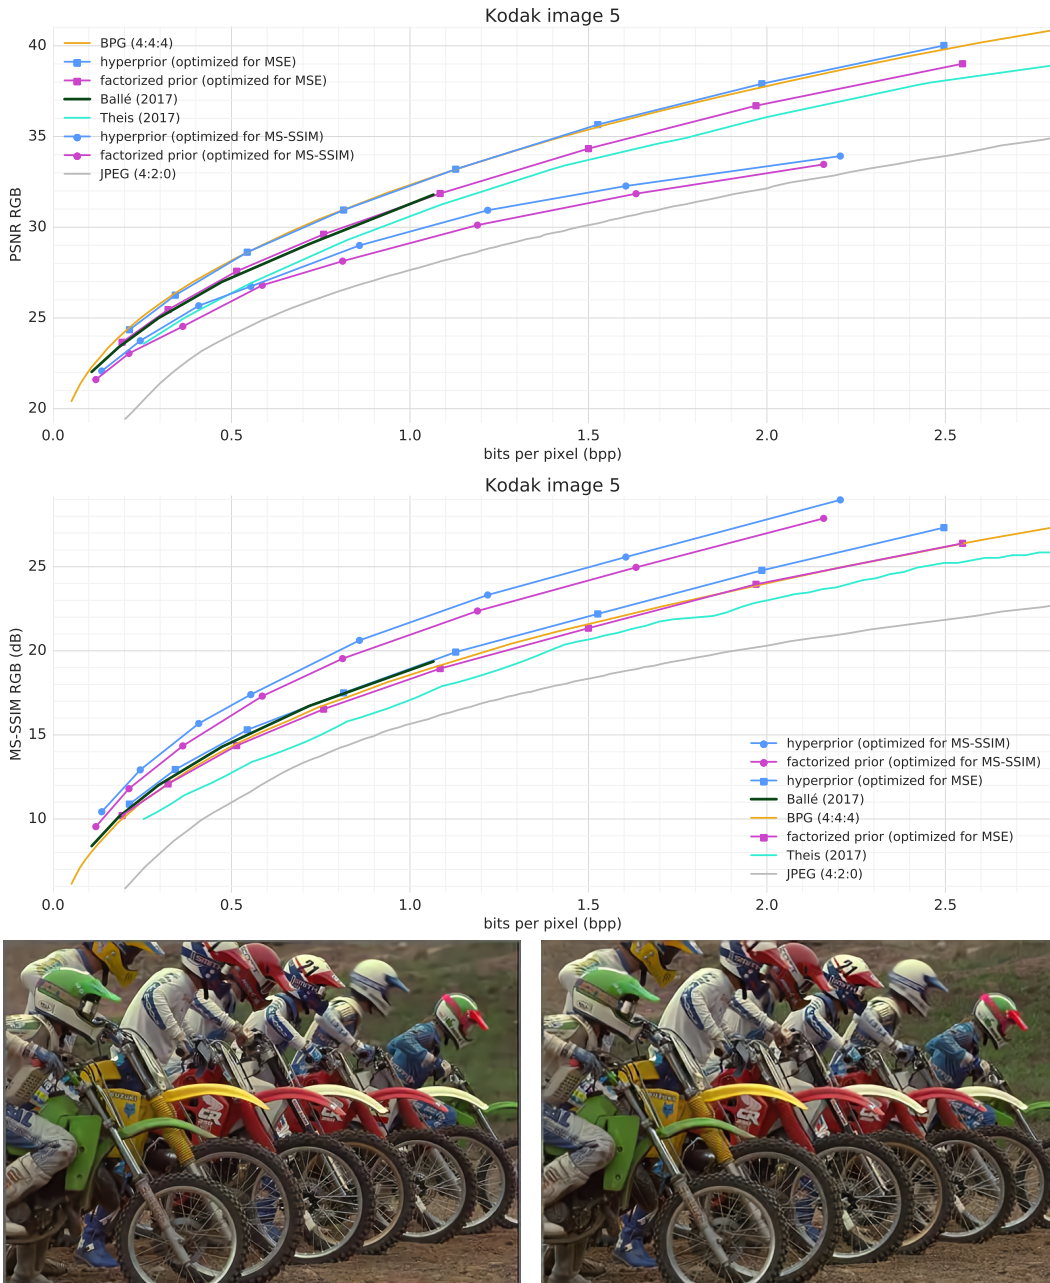 Kodak image 5
40
35
30
25
20
PSNR RGB
BPG (4:4:4)
hyperprior (optimized for MSE)
factorized prior (optimized for MSE)
Ballé (2017)
Theis (2017)
hyperprior (optimized for MS-SSIM)
factorized prior (optimized for MS-SSIM)
JPEG (4:2:0)
0.0 0.5 1.0 1.5 2.0 2.5
bits per pixel (bpp)
Kodak image 5
25
20
15
10
MS-SSIM RGB (dB)
hyperprior (optimized for MS-SSIM)
factorized prior (optimized for MS-SSIM)
hyperprior (optimized for MSE)
Ballé (2017)
BPG (4:4:4)
factorized prior (optimized for MSE)
Theis (2017)
JPEG (4:2:0)
0.0 0.5 1.0 1.5 2.0 2.5
bits per pixel (bpp)
21
SUZUKI
21
SUZUKI